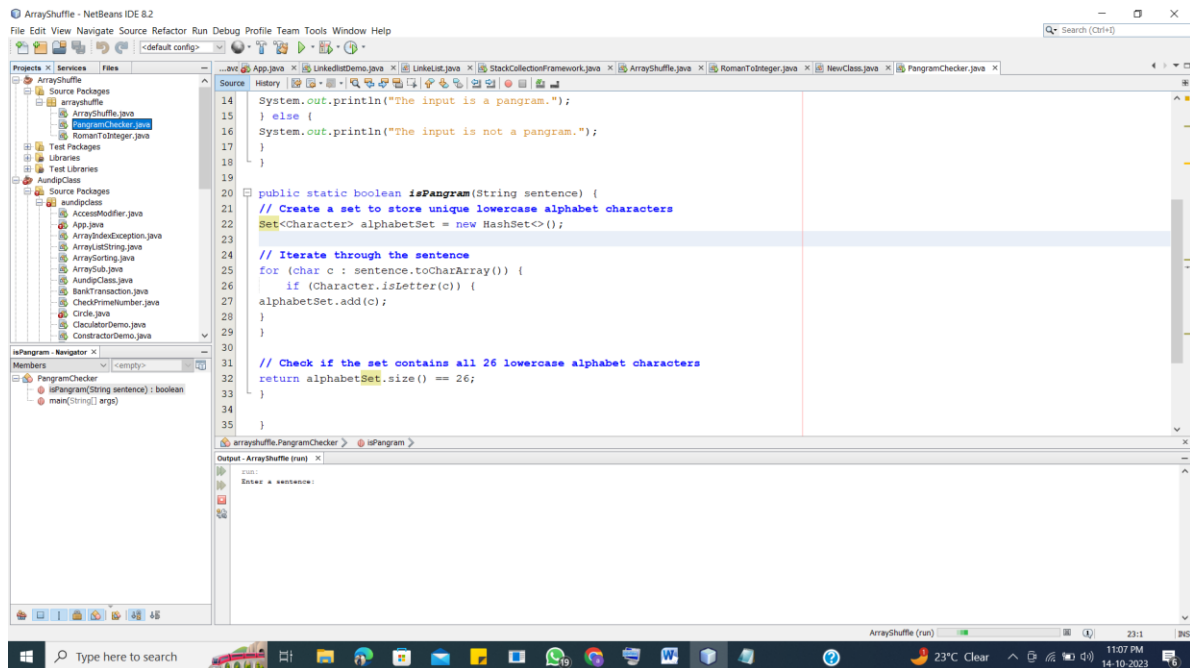 ArrayShuffle - NetBeans IDE 8.2
File Edit View Navigate Source Refactor Run Debug Profile Team Tools Window Help
Search (Ctrl+I)
<default config>
Projects Services Files
...ava App.java LinkedlistDemo.java LinkeList.java StackCollectionFramework.java ArrayShuffle.java RomanToInteger.java NewClass.java PangramChecker.java
ArrayShuffle
Source Packages
arrayshuffle
ArrayShuffle.java
PangramChecker.java
RomanToInteger.java
Test Packages
Libraries
Test Libraries
AundipClass
Source Packages
aundipclass
AccessModifier.java
App.java
ArrayIndexException.java
ArrayListString.java
ArraySorting.java
ArraySub.java
AundipClass.java
BankTransaction.java
CheckPrimeNumber.java
Circle.java
ClaculatorDemo.java
ConstractorDemo.java
isPangram - Navigator
Members <empty>
PangramChecker
isPangram(String sentence) : boolean
main(String[] args)
Source History
14 System.out.println("The input is a pangram.");
15 } else {
16 System.out.println("The input is not a pangram.");
17 }
18 }
19
20 public static boolean isPangram(String sentence) {
21 // Create a set to store unique lowercase alphabet characters
22 Set<Character> alphabetSet = new HashSet<>();
23
24 // Iterate through the sentence
25 for (char c : sentence.toCharArray()) {
26 if (Character.isLetter(c)) {
27 alphabetSet.add(c);
28 }
29 }
30
31 // Check if the set contains all 26 lowercase alphabet characters
32 return alphabetSet.size() == 26;
33 }
34
35 }
arrayshuffle.PangramChecker isPangram
Output - ArrayShuffle (run)
run:
Enter a sentence:
ArrayShuffle (run) 23:1 INS
Type here to search
19
23°C Clear
11:07 PM
14-10-2023
6